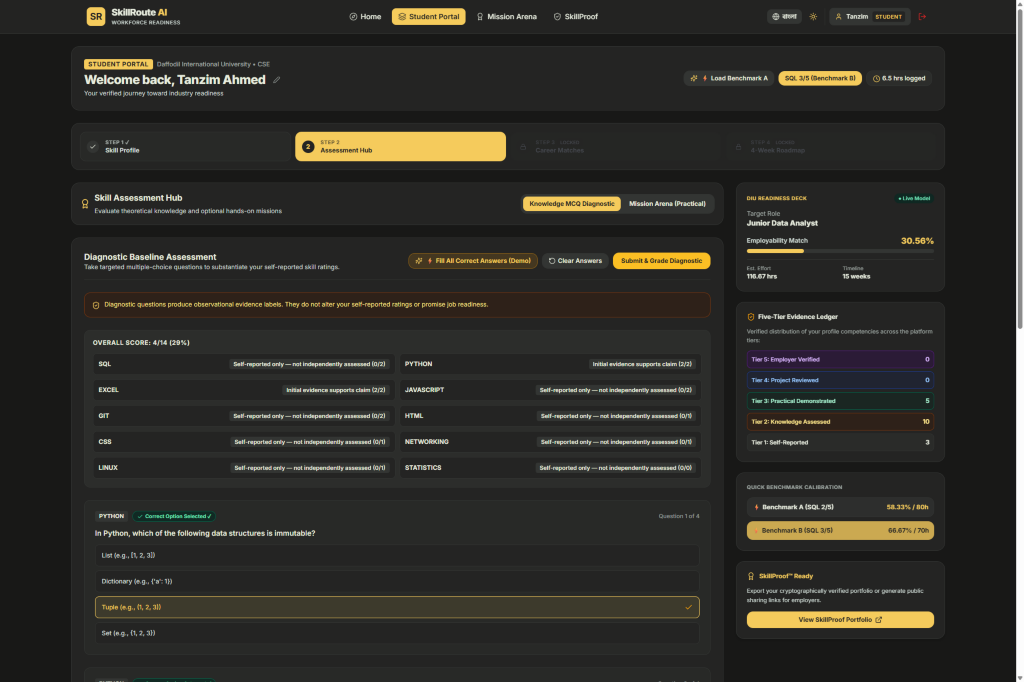 SR
SkillRoute AI
WORKFORCE READINESS
Home
Student Portal
Mission Arena
SkillProof
বাংলা
Tanzim STUDENT
STUDENT PORTAL Daffodil International University • CSE
Welcome back, Tanzim Ahmed
Your verified journey toward industry readiness
Load Benchmark A
SQL 3/5 (Benchmark B)
6.5 hrs logged
STEP 1 ✓
Skill Profile
2
STEP 2
Assessment Hub
STEP 3 · LOCKED
Career Matches
STEP 4 · LOCKED
4-Week Roadmap
Skill Assessment Hub
Evaluate theoretical knowledge and optional hands-on missions
Knowledge MCQ Diagnostic
Mission Arena (Practical)
Diagnostic Baseline Assessment
Take targeted multiple-choice questions to substantiate your self-reported skill ratings.
Fill All Correct Answers (Demo)
Clear Answers
Submit & Grade Diagnostic
Diagnostic questions produce observational evidence labels. They do not alter your self-reported ratings or promise job readiness.
OVERALL SCORE: 4/14 (29%)
SQL Self-reported only — not independently assessed (0/2)
PYTHON Initial evidence supports claim (2/2)
EXCEL Initial evidence supports claim (2/2)
JAVASCRIPT Self-reported only — not independently assessed (0/2)
GIT Self-reported only — not independently assessed (0/2)
HTML Self-reported only — not independently assessed (0/1)
CSS Self-reported only — not independently assessed (0/1)
NETWORKING Self-reported only — not independently assessed (0/1)
LINUX Self-reported only — not independently assessed (0/1)
STATISTICS Self-reported only — not independently assessed (0/0)
PYTHON ✓ Correct Option Selected ✓ Question 1 of 4
In Python, which of the following data structures is immutable?
List (e.g., [1, 2, 3])
Dictionary (e.g., {'a': 1})
Tuple (e.g., (1, 2, 3))
Set (e.g., {1, 2, 3})
DIU READINESS DECK
• Live Model
Target Role
Junior Data Analyst
Employability Match 30.56%
Est. Effort
116.67 hrs
Timeline
15 weeks
Five-Tier Evidence Ledger
Verified distribution of your profile competencies across the platform
tiers:
Tier 5: Employer Verified 0
Tier 4: Project Reviewed 0
Tier 3: Practical Demonstrated 5
Tier 2: Knowledge Assessed 10
Tier 1: Self-Reported 3
QUICK BENCHMARK CALIBRATION
Benchmark A (SQL 2/5) 58.33% / 80h
Benchmark B (SQL 3/5) 66.67% / 70h
SkillProof™ Ready
Export your cryptographically verified portfolio or generate public
sharing links for employers.
View SkillProof Portfolio